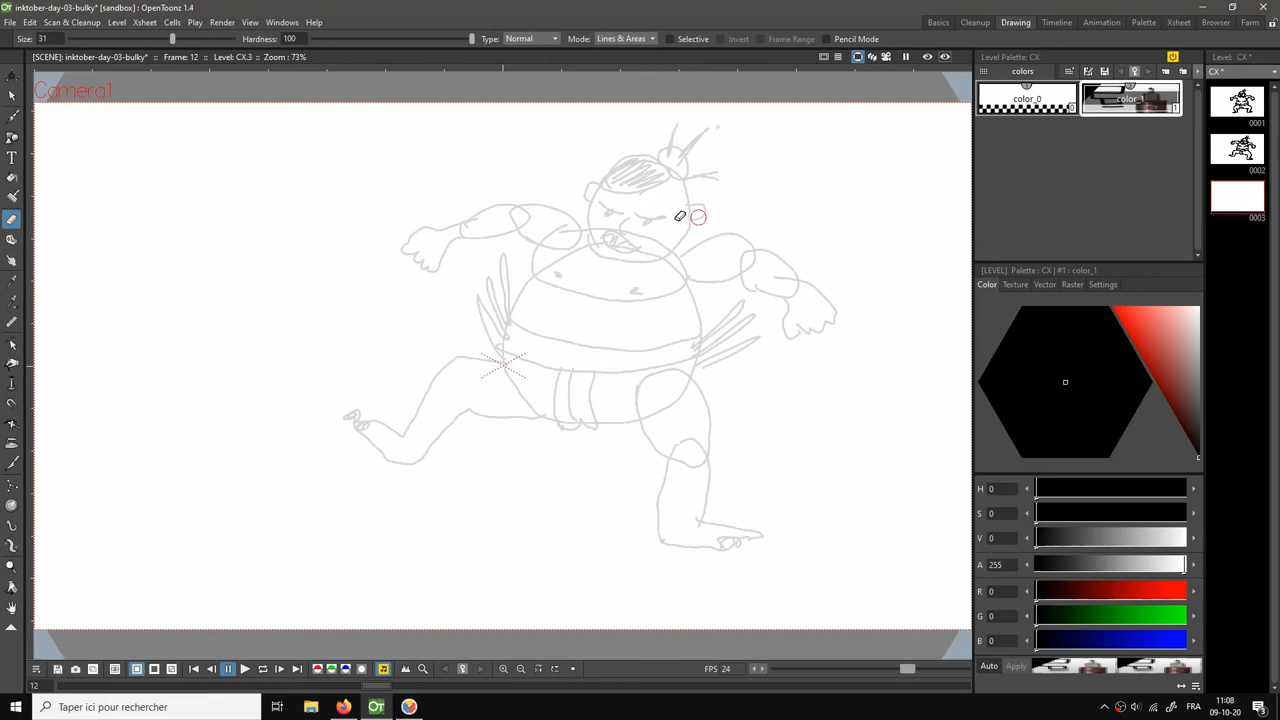 inktober-day-03-bulky* [sandbox] : OpenToonz 1.4
File Edit Scan & Cleanup Level Xsheet Cells Play Render View Windows Help
Basics Cleanup Drawing Timeline Animation Palette Xsheet Browser Farm
Size: 31 Hardness: 100 Type: Normal Mode: Lines & Areas Selective Invert Frame Range Pencil Mode
[SCENE]: inktober-day-03-bulky* :: Frame: 12 :: Level: CX.3 :: Zoom : 73%
Level Palette: CX
Level: CX *
colors
CX *
Camera1
color_0
0
color_1
1
0001
0002
0003
[LEVEL] Palette : CX | #1 : color_1
Color Texture Vector Raster Settings
H 0
S 0
V 0
A 255
R 0
G 0
B 0
Auto Apply
FPS 24
12
Taper ici pour rechercher
FRA
11:08
09-10-20